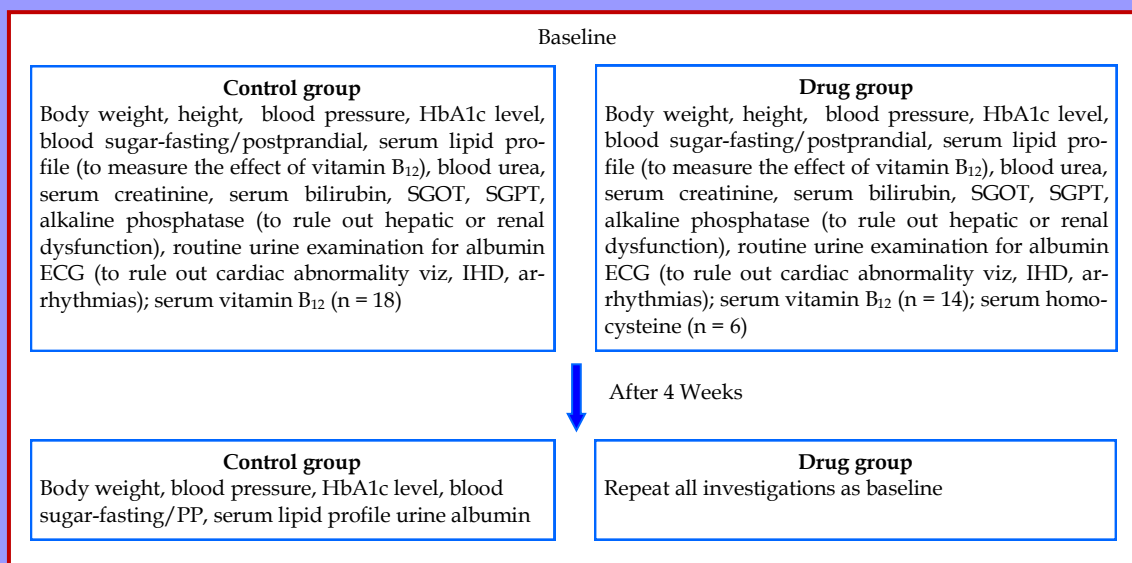 Baseline
Control group
Body weight, height, blood pressure, HbA1c level,
blood sugar-fasting/postprandial, serum lipid pro-
file (to measure the effect of vitamin B₁₂), blood urea,
serum creatinine, serum bilirubin, SGOT, SGPT,
alkaline phosphatase (to rule out hepatic or renal
dysfunction), routine urine examination for albumin
ECG (to rule out cardiac abnormality viz, IHD, ar-
rhythmias); serum vitamin B₁₂ (n = 18)
Drug group
Body weight, height, blood pressure, HbA1c level,
blood sugar-fasting/postprandial, serum lipid pro-
file (to measure the effect of vitamin B₁₂), blood urea,
serum creatinine, serum bilirubin, SGOT, SGPT,
alkaline phosphatase (to rule out hepatic or renal
dysfunction), routine urine examination for albumin
ECG (to rule out cardiac abnormality viz, IHD, ar-
rhythmias); serum vitamin B₁₂ (n = 14); serum homo-
cysteine (n = 6)
After 4 Weeks
Control group
Body weight, blood pressure, HbA1c level, blood
sugar-fasting/PP, serum lipid profile urine albumin
Drug group
Repeat all investigations as baseline